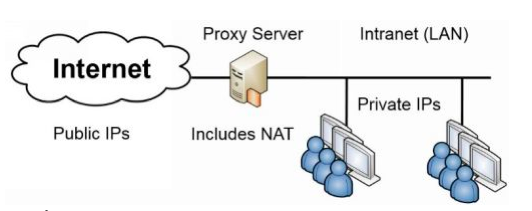 Proxy Server
Intranet (LAN)
Internet
Private IPs
Public IPs
Includes NAT